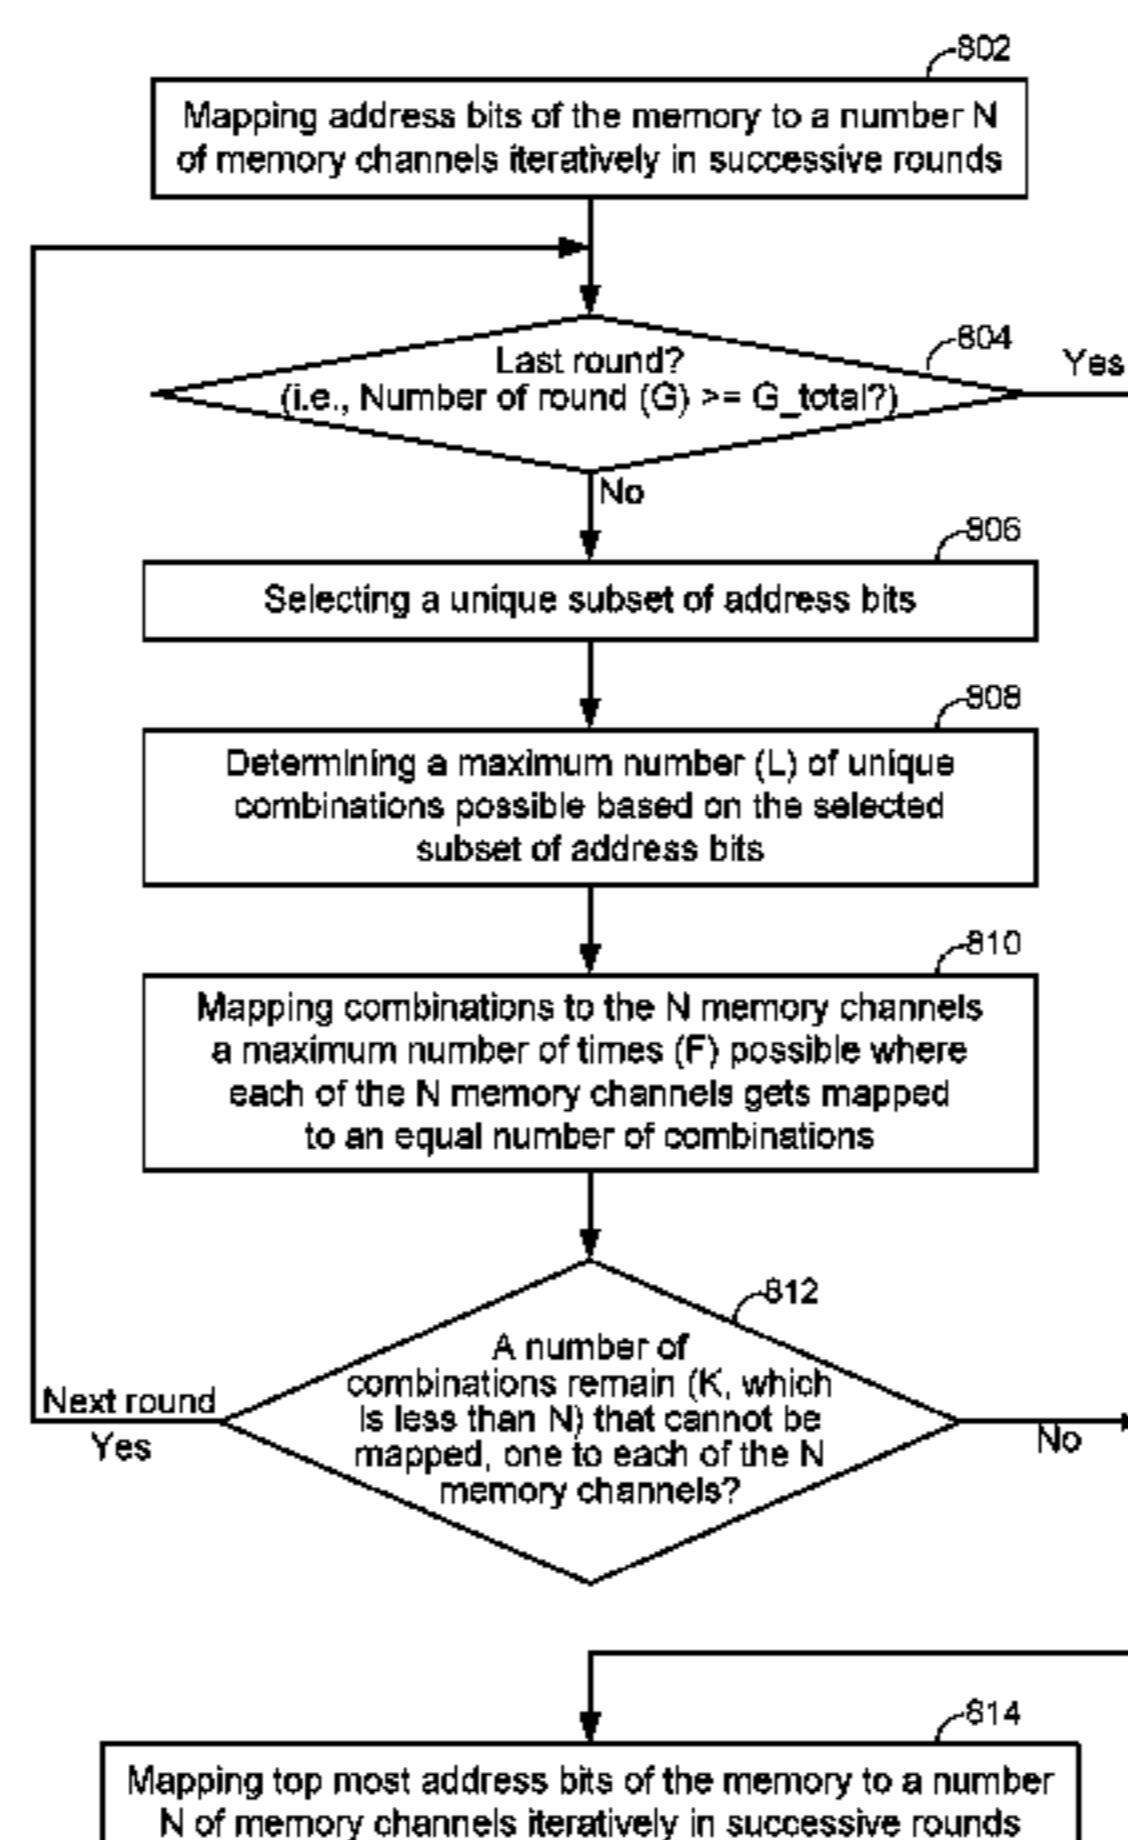 802
Mapping address bits of the memory to a number N
of memory channels iteratively in successive rounds
804
Last round?
(i.e., Number of round (G) >= G_total?)
Yes
No
806
Selecting a unique subset of address bits
808
Determining a maximum number (L) of unique
combinations possible based on the selected
subset of address bits
810
Mapping combinations to the N memory channels
a maximum number of times (F) possible where
each of the N memory channels gets mapped
to an equal number of combinations
812
A number of
combinations remain (K, which
is less than N) that cannot be
mapped, one to each of the N
memory channels?
Next round
Yes
No
814
Mapping top most address bits of the memory to a number
N of memory channels iteratively in successive rounds